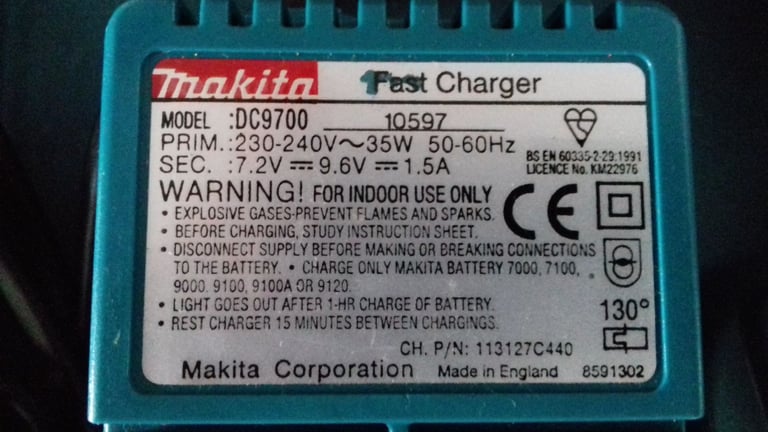 makita Fast Charger
MODEL :DC9700 10597
PRIM.:230-240V~35W 50-60Hz
SEC. :7.2V 9.6V 1.5A
BS EN 60335-2-29:1991
LICENCE No. KM22976
WARNING! FOR INDOOR USE ONLY
• EXPLOSIVE GASES-PREVENT FLAMES AND SPARKS.
• BEFORE CHARGING, STUDY INSTRUCTION SHEET.
• DISCONNECT SUPPLY BEFORE MAKING OR BREAKING CONNECTIONS
TO THE BATTERY. • CHARGE ONLY MAKITA BATTERY 7000, 7100,
9000, 9100, 9100A OR 9120.
• LIGHT GOES OUT AFTER 1-HR CHARGE OF BATTERY.
• REST CHARGER 15 MINUTES BETWEEN CHARGINGS.
CE
130°
CH. P/N: 113127C440
Makita Corporation Made in England 8591302